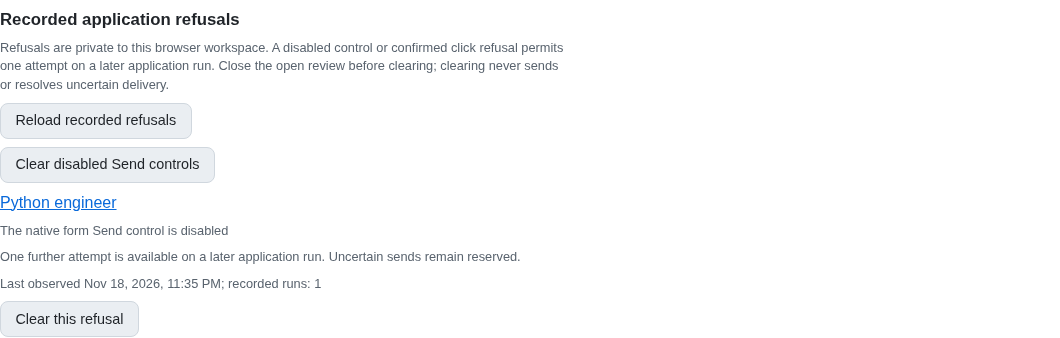 Recorded application refusals
Refusals are private to this browser workspace. A disabled control or confirmed click refusal permits
one attempt on a later application run. Close the open review before clearing; clearing never sends
or resolves uncertain delivery.
Reload recorded refusals
Clear disabled Send controls
Python engineer
The native form Send control is disabled
One further attempt is available on a later application run. Uncertain sends remain reserved.
Last observed Nov 18, 2026, 11:35 PM; recorded runs: 1
Clear this refusal